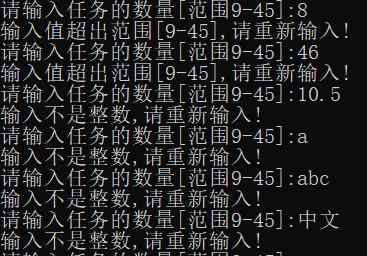 请输入任务的数量[范围9-45]:8
输入值超出范围[9-45],请重新输入!
请输入任务的数量[范围9-45]:46
输入值超出范围[9-45],请重新输入!
请输入任务的数量[范围9-45]:10.5
输入不是整数,请重新输入!
请输入任务的数量[范围9-45]:a
输入不是整数,请重新输入!
请输入任务的数量[范围9-45]:abc
输入不是整数,请重新输入!
请输入任务的数量[范围9-45]:中文
输入不是整数,请重新输入!